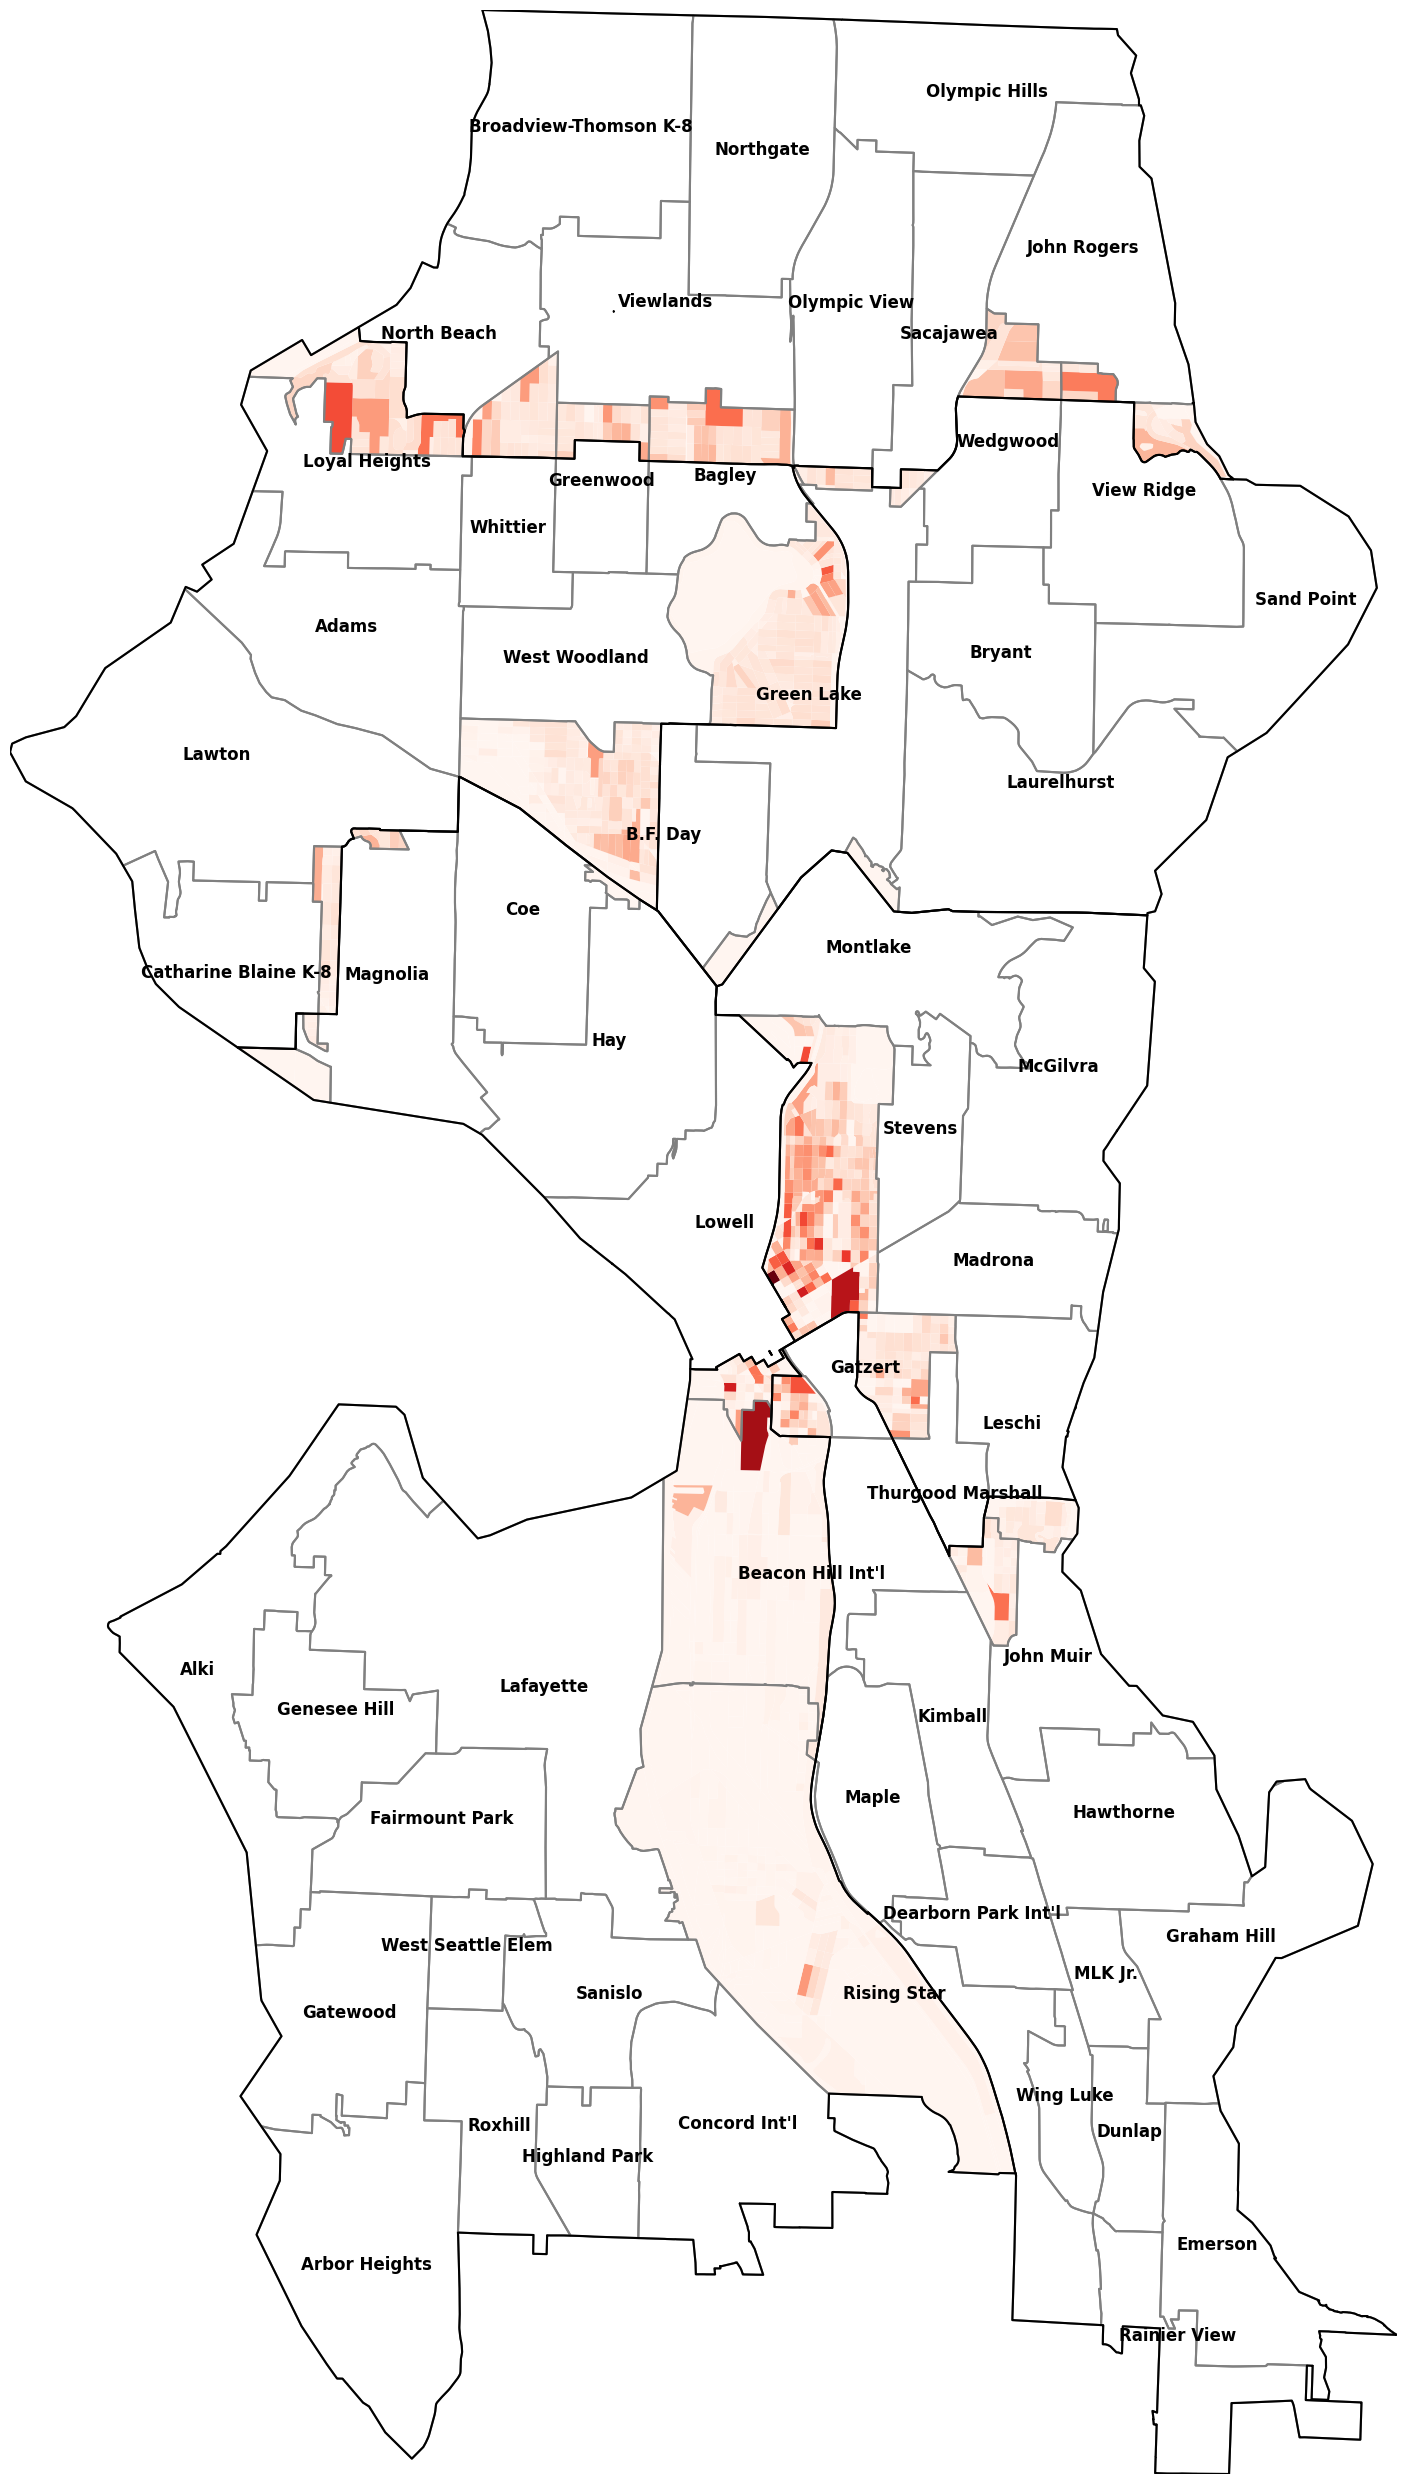 Olympic Hills
Broadview-Thomson K-8
Northgate
John Rogers
Viewlands
Olympic View
North Beach
Sacajawea
Wedgwood
Loyal Heights
Bagley
Greenwood
View Ridge
Whittier
Sand Point
Adams
Bryant
West Woodland
Green Lake
Lawton
Laurelhurst
B.F. Day
Coe
Montlake
Catharine Blaine K-8
Magnolia
Hay
McGilvra
Stevens
Lowell
Madrona
Gatzert
Leschi
Thurgood Marshall
Beacon Hill Int'l
John Muir
Alki
Lafayette
Genesee Hill
Kimball
Maple
Hawthorne
Fairmount Park
Dearborn Park Int'l
Graham Hill
West Seattle Elem
MLK Jr.
Sanislo
Rising Star
Gatewood
Wing Luke
Concord Int'l
Roxhill
Dunlap
Highland Park
Emerson
Arbor Heights
Rainier View